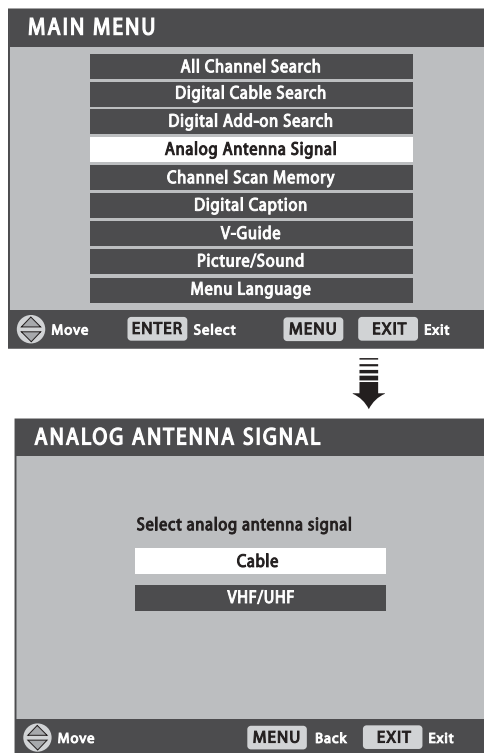 MAIN MENU
All Channel Search
Digital Cable Search
Digital Add-on Search
Analog Antenna Signal
Channel Scan Memory
Digital Caption
V-Guide
Picture/Sound
Menu Language
Move ENTER Select MENU EXIT Exit
ANALOG ANTENNA SIGNAL
Select analog antenna signal
Cable
VHF/UHF
Move MENU Back EXIT Exit